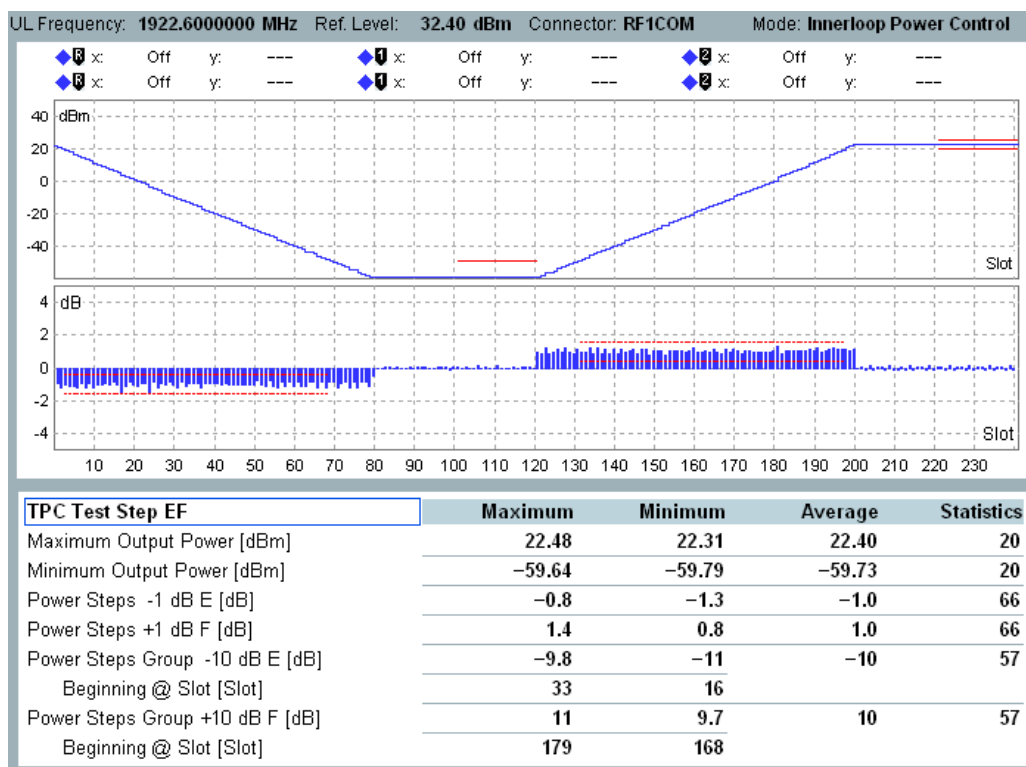 UL Frequency: 1922.6000000 MHz Ref. Level: 32.40 dBm Connector: RF1COM Mode: Innerloop Power Control
R x: Off y: --- 1 x: Off y: --- 2 x: Off y: ---
R x: Off y: --- 1 x: Off y: --- 2 x: Off y: ---
40 dBm
20
0
-20
-40
Slot
4 dB
2
0
-2
-4
Slot
10 20 30 40 50 60 70 80 90 100 110 120 130 140 150 160 170 180 190 200 210 220 230
TPC Test Step EF Maximum Minimum Average Statistics
Maximum Output Power [dBm] 22.48 22.31 22.40 20
Minimum Output Power [dBm] −59.64 −59.79 −59.73 20
Power Steps -1 dB E [dB] −0.8 −1.3 −1.0 66
Power Steps +1 dB F [dB] 1.4 0.8 1.0 66
Power Steps Group -10 dB E [dB] −9.8 −11 −10 57
Beginning @ Slot [Slot] 33 16
Power Steps Group +10 dB F [dB] 11 9.7 10 57
Beginning @ Slot [Slot] 179 168